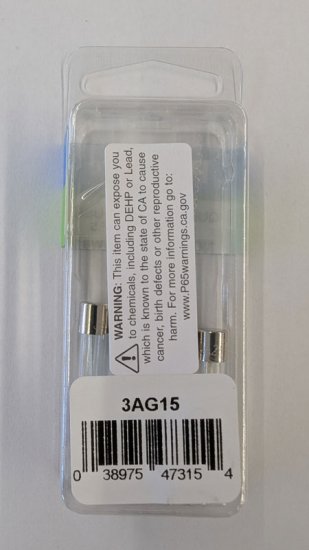 WARNING: This item can expose you
to chemicals, including DEHP or Lead,
which is known to the state of CA to cause
cancer, birth defects or other reproductive
harm. For more information go to:
www.P65warnings.ca.gov
3AG15
0 38975 47315 4